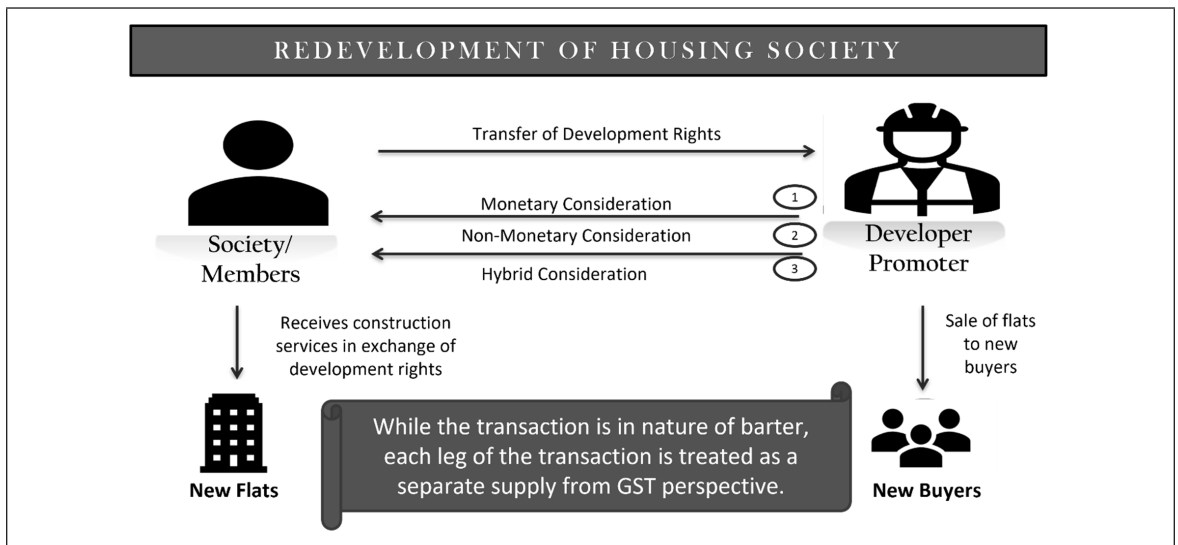 REDEVELOPMENT OF HOUSING SOCIETY
Transfer of Development Rights
1
Monetary Consideration
Non-Monetary Consideration
2
3
Hybrid Consideration
Society/
Members
Developer
Promoter
Receives construction
services in exchange of
development rights
Sale of flats
to new
buyers
While the transaction is in nature of barter,
each leg of the transaction is treated as a
separate supply from GST perspective.
New Flats
New Buyers